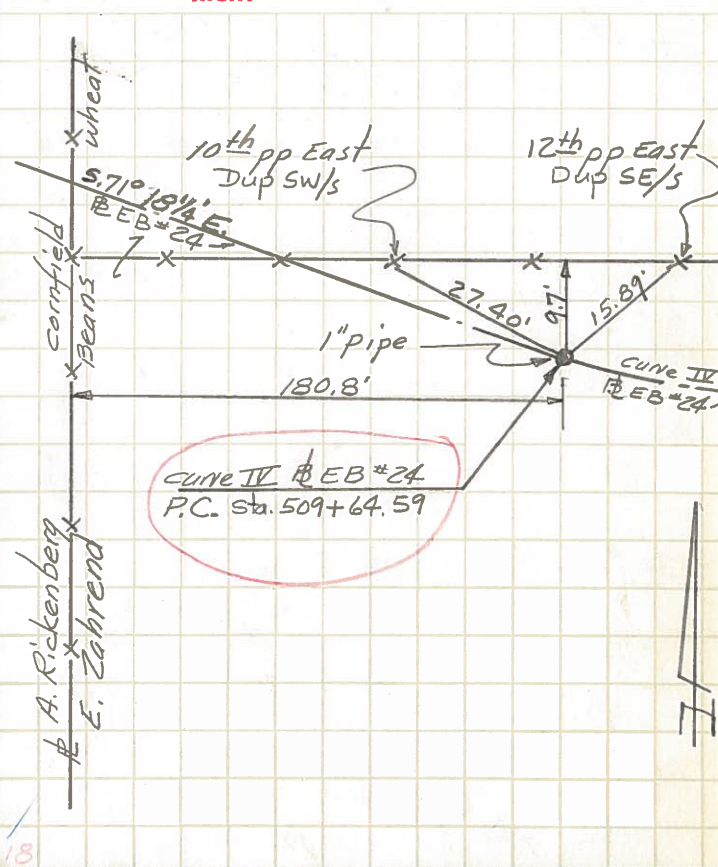 wheat
10th pp East
Dup SW/s
12th pp East
Dup SE/s
S.71° 18¼' E.
℄ EB #24
cornfield
Beans
27.40'
9.7'
15.89'
1" pipe
curve IV
℄ EB #24
180.8'
curve IV ℄ EB #24
P.C. Sta. 509+64.59
A. Rickenberg
E. Zahrend
18